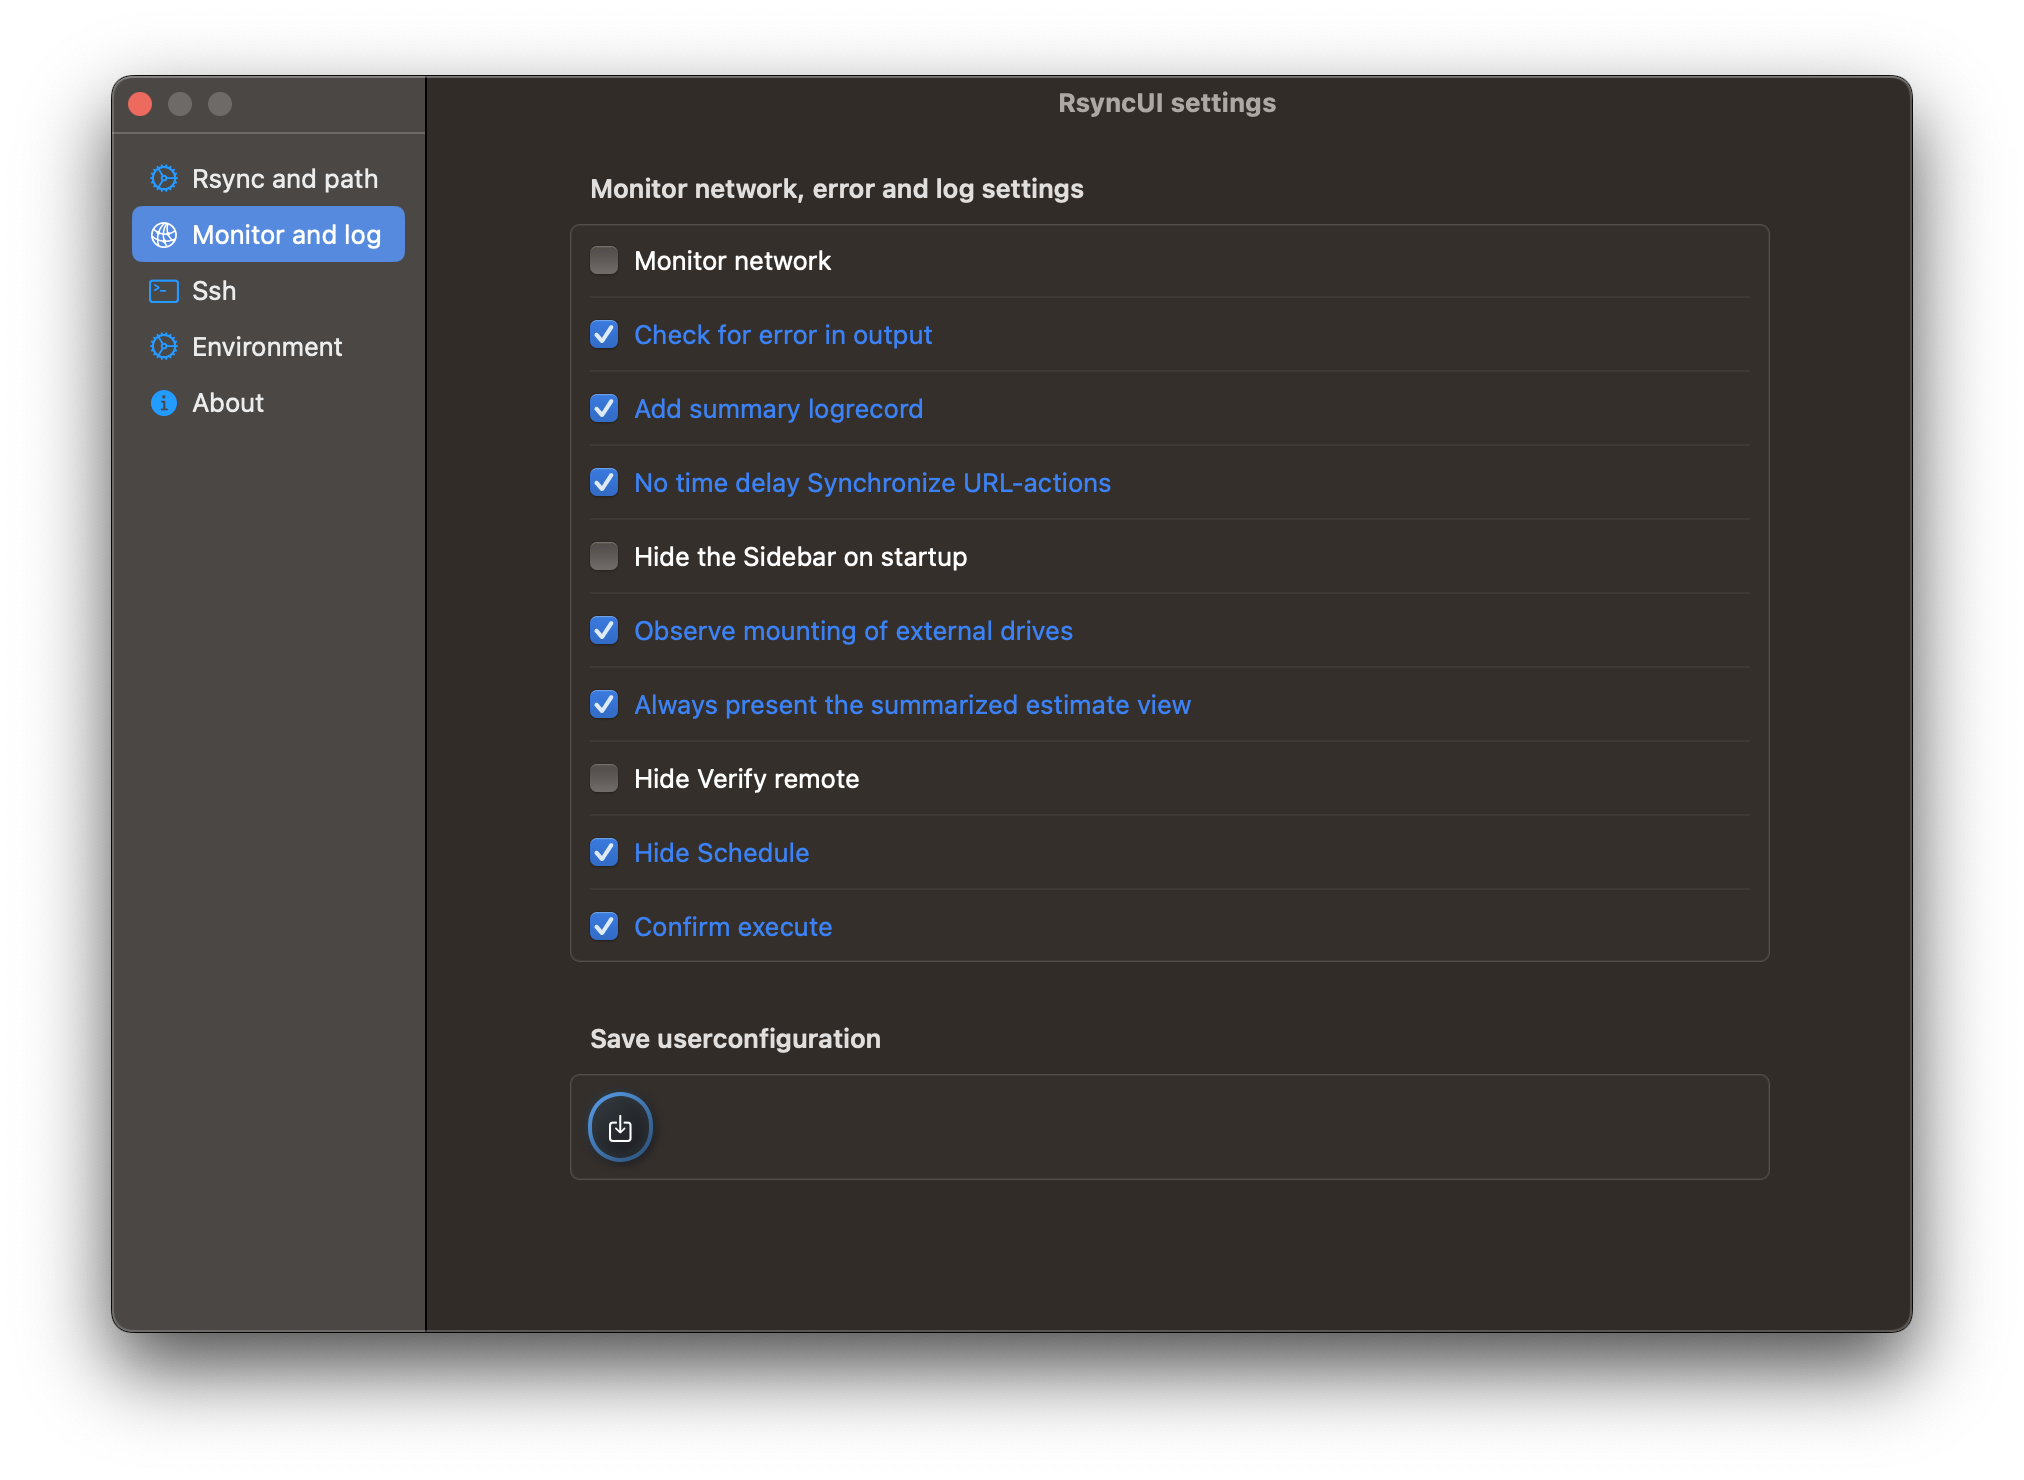 RsyncUI settings
Rsync and path
Monitor and log
Ssh
Environment
About
Monitor network, error and log settings
Monitor network
Check for error in output
Add summary logrecord
No time delay Synchronize URL-actions
Hide the Sidebar on startup
Observe mounting of external drives
Always present the summarized estimate view
Hide Verify remote
Hide Schedule
Confirm execute
Save userconfiguration